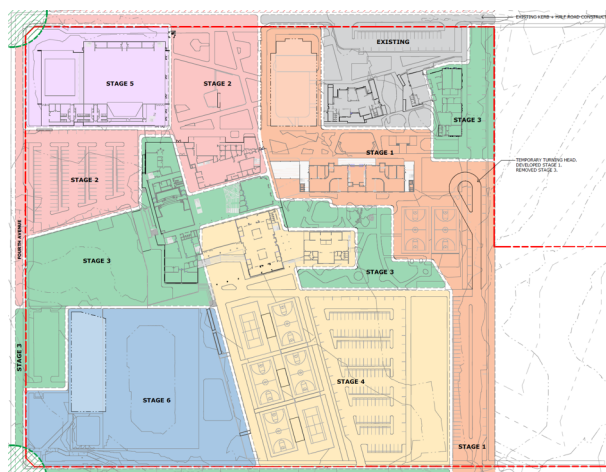 EXISTING KERB + HALF ROAD CONSTRUCT
EXISTING
STAGE 5
STAGE 2
STAGE 3
STAGE 1
TEMPORARY TURNING HEAD.
DEVELOPED STAGE 1.
REMOVED STAGE 3.
STAGE 2
FOURTH AVENUE
STAGE 3
STAGE 3
STAGE 3
STAGE 4
STAGE 6
STAGE 1